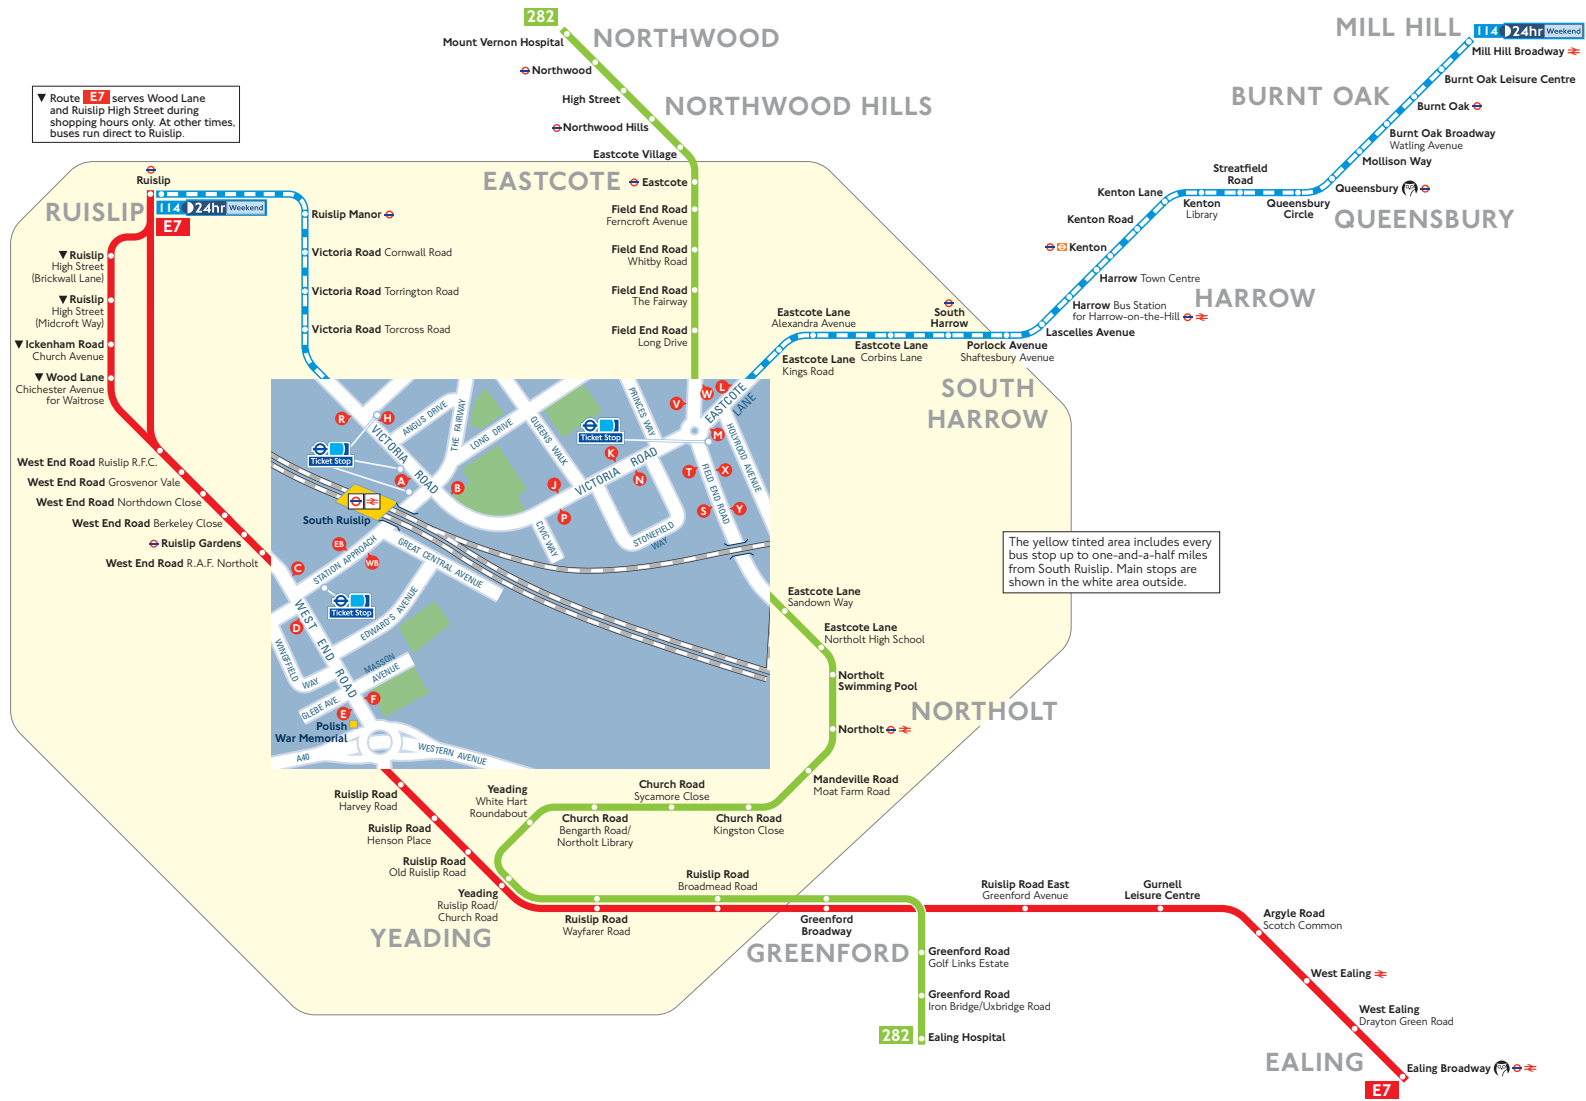 282
Mount Vernon Hospital
NORTHWOOD
Northwood
High Street
NORTHWOOD HILLS
Northwood Hills
Eastcote Village
MILL HILL
114 24hr Weekend
Mill Hill Broadway
Burnt Oak Leisure Centre
BURNT OAK
Burnt Oak
Burnt Oak Broadway
Watling Avenue
Mollison Way
Streatfield
Road
Queensbury
Kenton Lane
Kenton
Library
Queensbury
Circle
QUEENSBURY
Kenton Road
Kenton
Harrow Town Centre
HARROW
Harrow Bus Station
for Harrow-on-the-Hill
Lascelles Avenue
▼ Route E7 serves Wood Lane
and Ruislip High Street during
shopping hours only. At other times,
buses run direct to Ruislip.
Ruislip
RUISLIP
114 24hr Weekend
E7
EASTCOTE
Eastcote
Ruislip Manor
Victoria Road Cornwall Road
Victoria Road Torrington Road
Victoria Road Torcross Road
Field End Road
Ferncroft Avenue
Field End Road
Whitby Road
Field End Road
The Fairway
Field End Road
Long Drive
▼ Ruislip
High Street
(Brickwall Lane)
▼ Ruislip
High Street
(Midcroft Way)
▼ Ickenham Road
Church Avenue
▼ Wood Lane
Chichester Avenue
for Waitrose
Eastcote Lane
Alexandra Avenue
Eastcote Lane
Kings Road
Eastcote Lane
Corbins Lane
South
Harrow
Porlock Avenue
Shaftesbury Avenue
SOUTH
HARROW
West End Road Ruislip R.F.C.
West End Road Grosvenor Vale
West End Road Northdown Close
West End Road Berkeley Close
Ruislip Gardens
West End Road R.A.F. Northolt
R
H
ANGUS DRIVE
THE FAIRWAY
LONG DRIVE
VICTORIA ROAD
Ticket Stop
QUEENS WALK
PRINCES WAY
Ticket Stop
V
W
L
EASTCOTE
LANE
M
HOLYROOD AVENUE
K
N
T
X
VICTORIA ROAD
FIELD END ROAD
A
B
J
P
S
Y
South Ruislip
CIVIC WAY
STONEFIELD
WAY
EB
WB
STATION APPROACH
GREAT CENTRAL AVENUE
C
Ticket Stop
EDWARD'S AVENUE
D
WEST END ROAD
WINGFIELD
WAY
MASSON
AVENUE
GLEBE AVE.
F
E
Polish
War Memorial
A40
WESTERN AVENUE
The yellow tinted area includes every
bus stop up to one-and-a-half miles
from South Ruislip. Main stops are
shown in the white area outside.
Eastcote Lane
Sandown Way
Eastcote Lane
Northolt High School
Northolt
Swimming Pool
NORTHOLT
Northolt
Mandeville Road
Moat Farm Road
Church Road
Sycamore Close
Church Road
Kingston Close
Church Road
Bengarth Road/
Northolt Library
Yeading
White Hart
Roundabout
Ruislip Road
Harvey Road
Ruislip Road
Henson Place
Ruislip Road
Old Ruislip Road
Yeading
Ruislip Road/
Church Road
YEADING
Ruislip Road
Broadmead Road
Ruislip Road
Wayfarer Road
Greenford
Broadway
GREENFORD
Ruislip Road East
Greenford Avenue
Gurnell
Leisure Centre
Argyle Road
Scotch Common
West Ealing
West Ealing
Drayton Green Road
Greenford Road
Golf Links Estate
Greenford Road
Iron Bridge/Uxbridge Road
282
Ealing Hospital
EALING
Ealing Broadway
E7